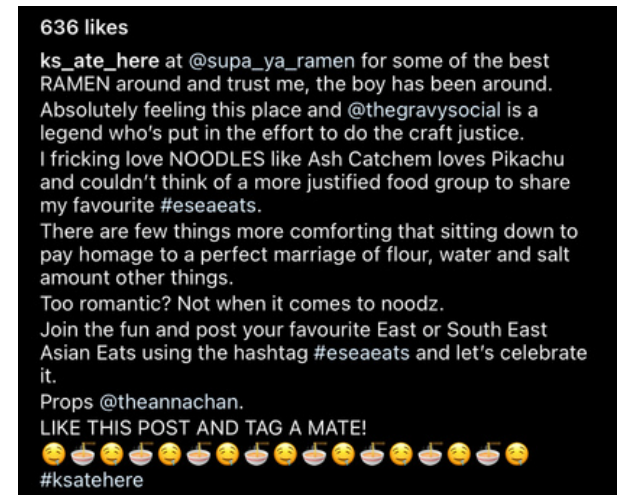 636 likes
ks_ate_here at @supa_ya_ramen for some of the best
RAMEN around and trust me, the boy has been around.
Absolutely feeling this place and @thegravysocial is a
legend who's put in the effort to do the craft justice.
I fricking love NOODLES like Ash Catchem loves Pikachu
and couldn't think of a more justified food group to share
my favourite #eseaeats.
There are few things more comforting that sitting down to
pay homage to a perfect marriage of flour, water and salt
amount other things.
Too romantic? Not when it comes to noodz.
Join the fun and post your favourite East or South East
Asian Eats using the hashtag #eseaeats and let's celebrate
it.
Props @theannachan.
LIKE THIS POST AND TAG A MATE!
🤤🍜🤤🍜🤤🍜🤤🍜🤤🍜🤤🍜🤤🍜🤤🍜🤤
#ksatehere